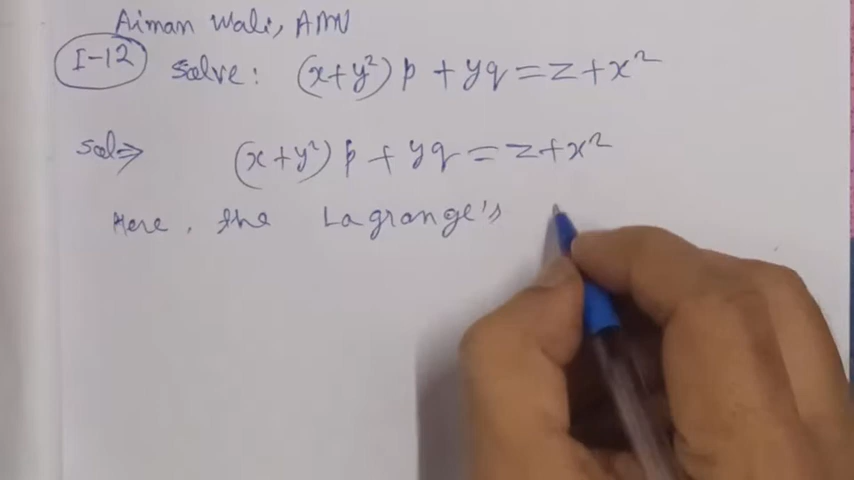 Aiman Wali, AMU
I-12 Solve: (x+y²)p + yq = z+x²
Sol⇒ (x+y²)p + yq = z+x²
Here, the Lagrange's